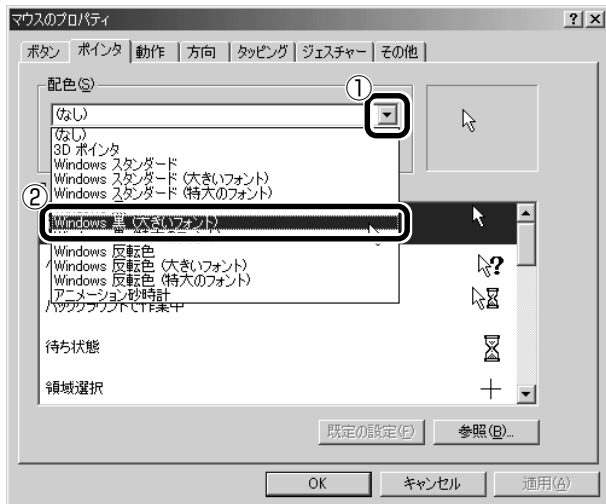 マウスのプロパティ
ボタン ポインタ 動作 方向 タッピング ジェスチャー その他
配色(S)
①
(なし)
(なし)
3D ポインタ
Windows スタンダード
Windows スタンダード (大きいフォント)
Windows スタンダード (特大のフォント)
②
Windows 黒 (大きいフォント)
Windows 反転色
Windows 反転色 (大きいフォント)
Windows 反転色 (特大のフォント)
アニメーション砂時計
バックグラウンドで作業中
待ち状態
領域選択
既定の設定(F) 参照(B)...
OK キャンセル 適用(A)